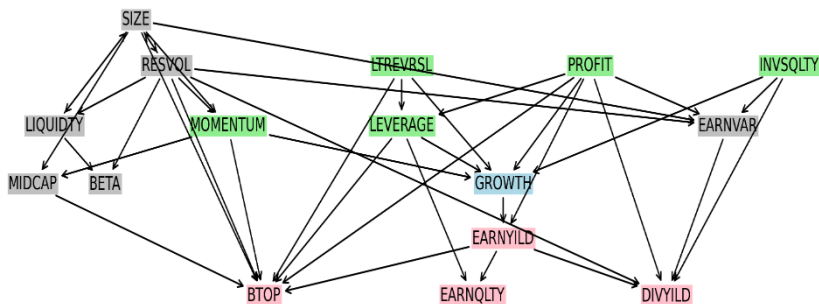 SIZE
RESVOL LTREVRSL PROFIT INVSQLTY
LIQUIDTY MOMENTUM LEVERAGE EARNVAR
MIDCAP BETA GROWTH
EARNYILD
BTOP EARNQLTY DIVYILD